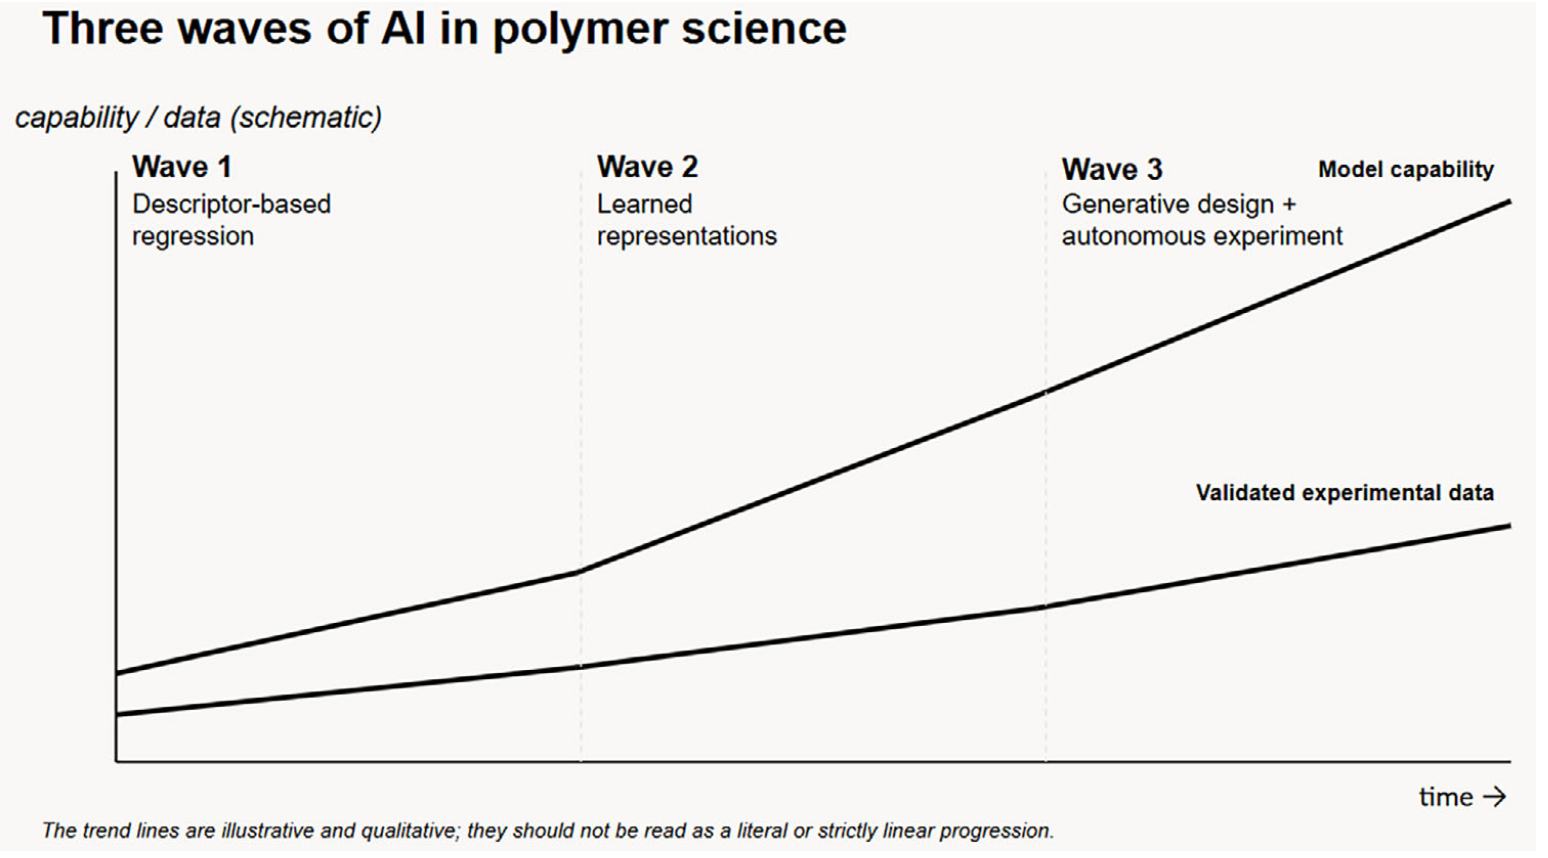 Three waves of AI in polymer science
capability / data (schematic)
Wave 1
Descriptor-based
regression
Wave 2
Learned
representations
Wave 3
Generative design +
autonomous experiment
Model capability
Validated experimental data
time →
The trend lines are illustrative and qualitative; they should not be read as a literal or strictly linear progression.